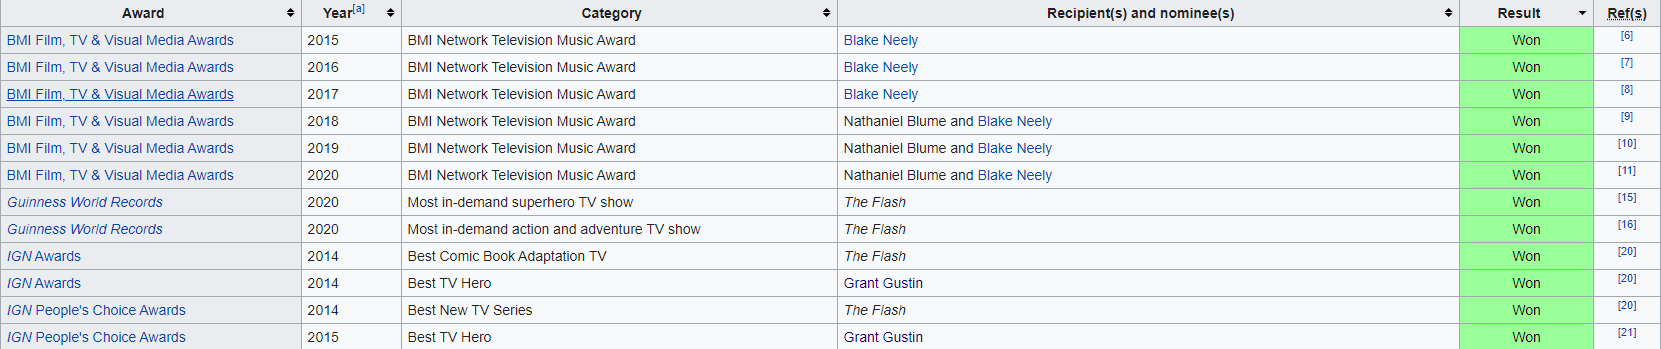 Award Year[a] Category Recipient(s) and nominee(s) Result Ref(s)
BMI Film, TV & Visual Media Awards 2015 BMI Network Television Music Award Blake Neely Won [6]
BMI Film, TV & Visual Media Awards 2016 BMI Network Television Music Award Blake Neely Won [7]
BMI Film, TV & Visual Media Awards 2017 BMI Network Television Music Award Blake Neely Won [8]
BMI Film, TV & Visual Media Awards 2018 BMI Network Television Music Award Nathaniel Blume and Blake Neely Won [9]
BMI Film, TV & Visual Media Awards 2019 BMI Network Television Music Award Nathaniel Blume and Blake Neely Won [10]
BMI Film, TV & Visual Media Awards 2020 BMI Network Television Music Award Nathaniel Blume and Blake Neely Won [11]
Guinness World Records 2020 Most in-demand superhero TV show The Flash Won [15]
Guinness World Records 2020 Most in-demand action and adventure TV show The Flash Won [16]
IGN Awards 2014 Best Comic Book Adaptation TV The Flash Won [20]
IGN Awards 2014 Best TV Hero Grant Gustin Won [20]
IGN People's Choice Awards 2014 Best New TV Series The Flash Won [20]
IGN People's Choice Awards 2015 Best TV Hero Grant Gustin Won [21]